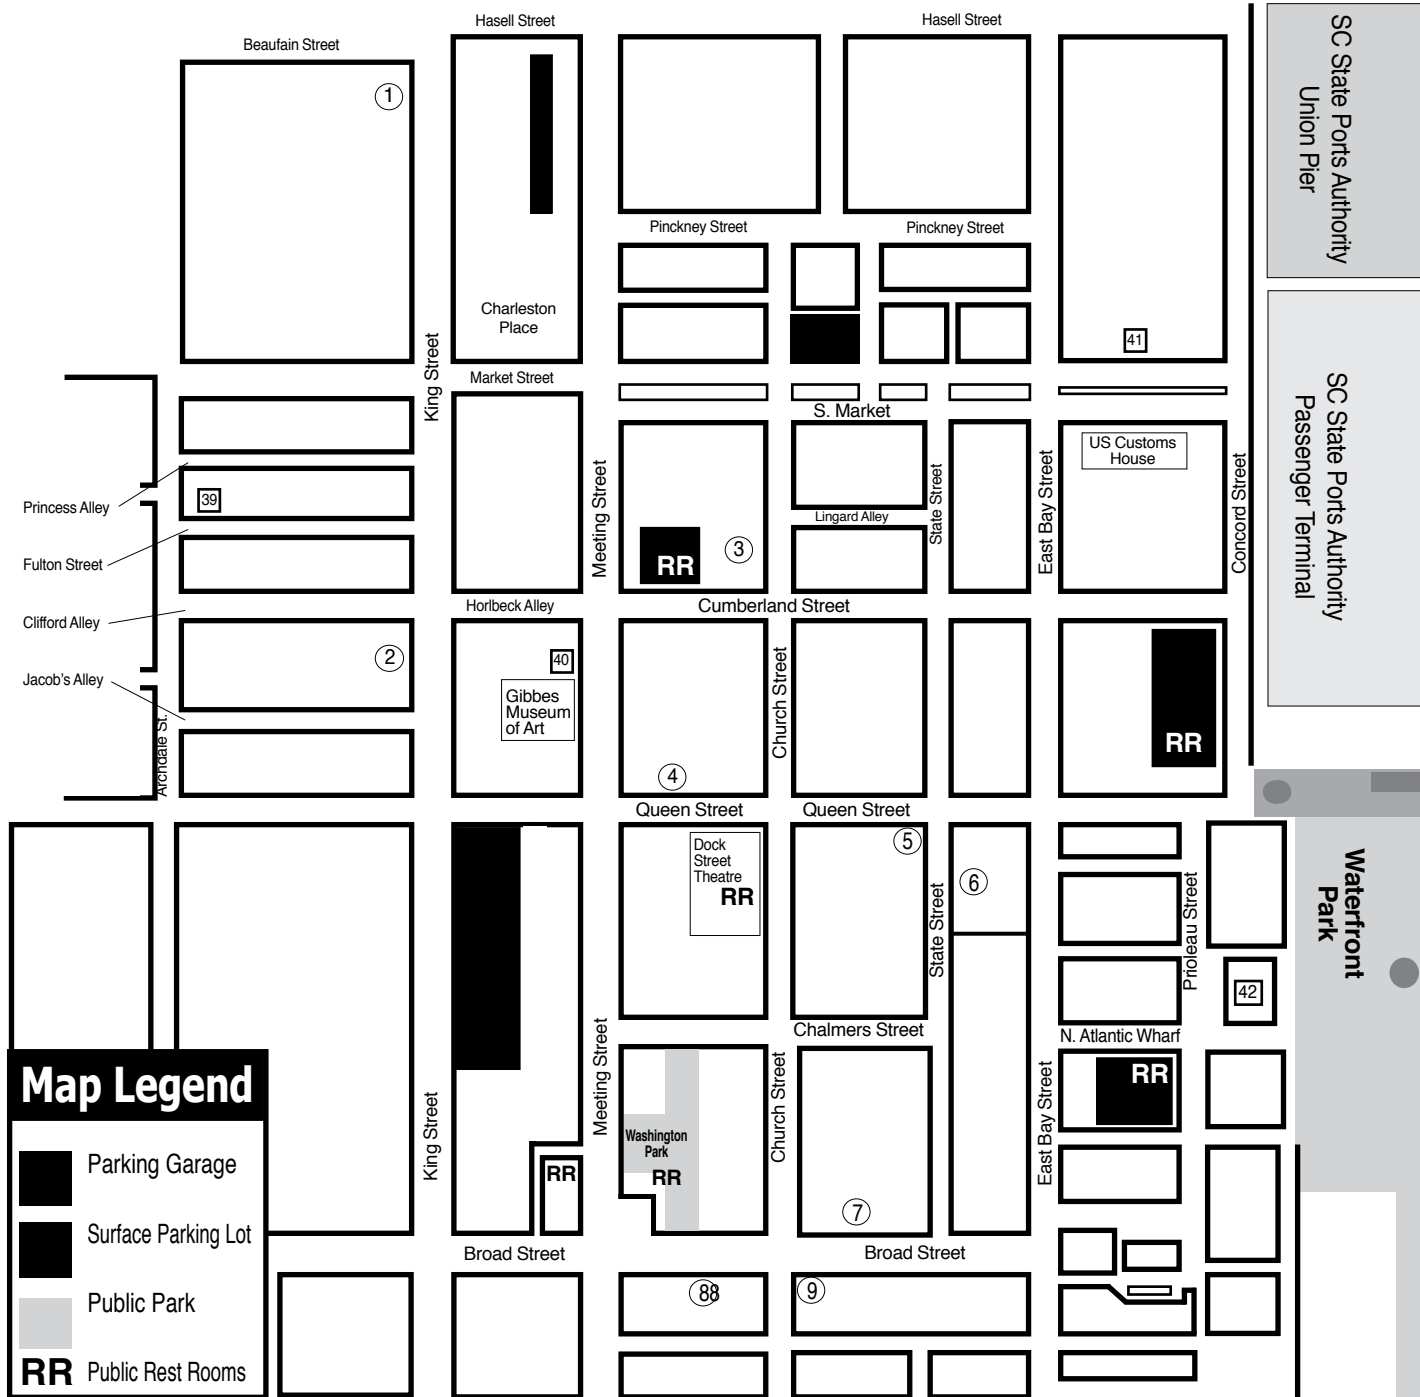 Hasell Street
Hasell Street
Beaufain Street
1
SC State Ports Authority
Union Pier
Pinckney Street
Pinckney Street
Charleston
Place
41
King Street
Market Street
S. Market
SC State Ports Authority
Passenger Terminal
US Customs
House
Meeting Street
State Street
East Bay Street
Concord Street
Princess Alley
39
Lingard Alley
Fulton Street
RR
3
Horlbeck Alley
Cumberland Street
Clifford Alley
2
40
Church Street
Jacob's Alley
Gibbes
Museum
of Art
Archdale St.
RR
4
Queen Street
Queen Street
Dock
Street
Theatre
RR
5
6
State Street
Prioleau Street
Waterfront
Park
42
Chalmers Street
N. Atlantic Wharf
Map Legend
King Street
Meeting Street
Church Street
East Bay Street
RR
Washington
Park
RR
RR
7
Parking Garage
Surface Parking Lot
Public Park
RR Public Rest Rooms
Broad Street
Broad Street
88
9